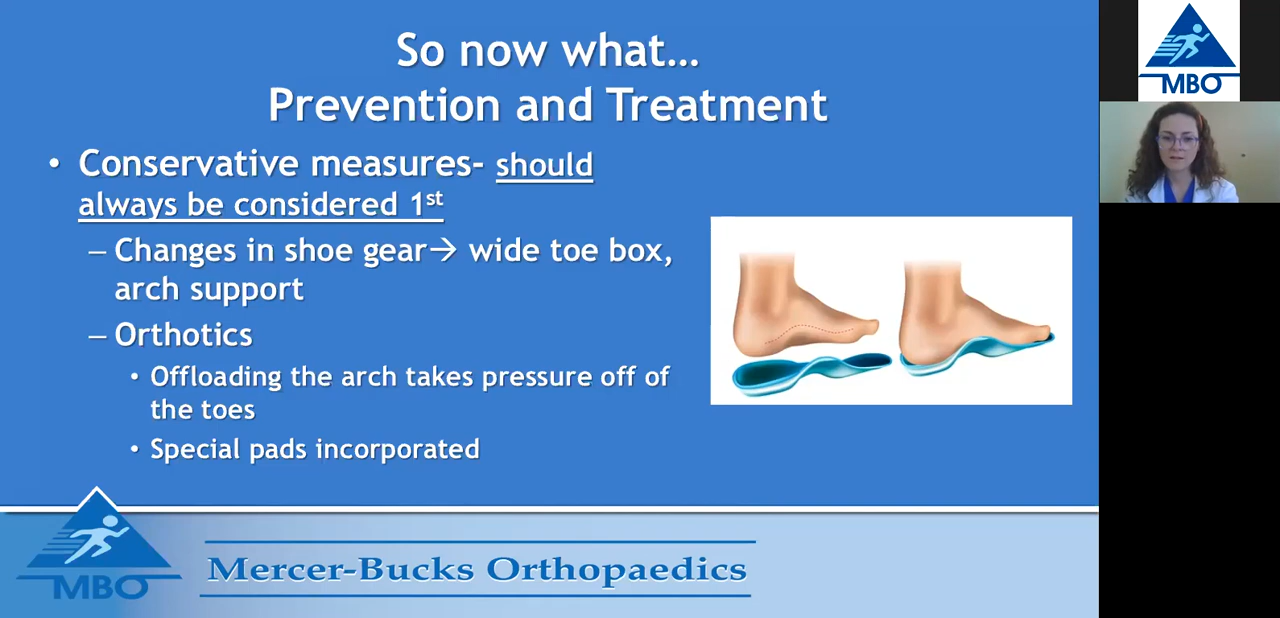 So now what...
Prevention and Treatment
• Conservative measures- should
always be considered 1st
– Changes in shoe gear→ wide toe box,
arch support
– Orthotics
• Offloading the arch takes pressure off of
the toes
• Special pads incorporated
MBO
Mercer-Bucks Orthopaedics
MBO